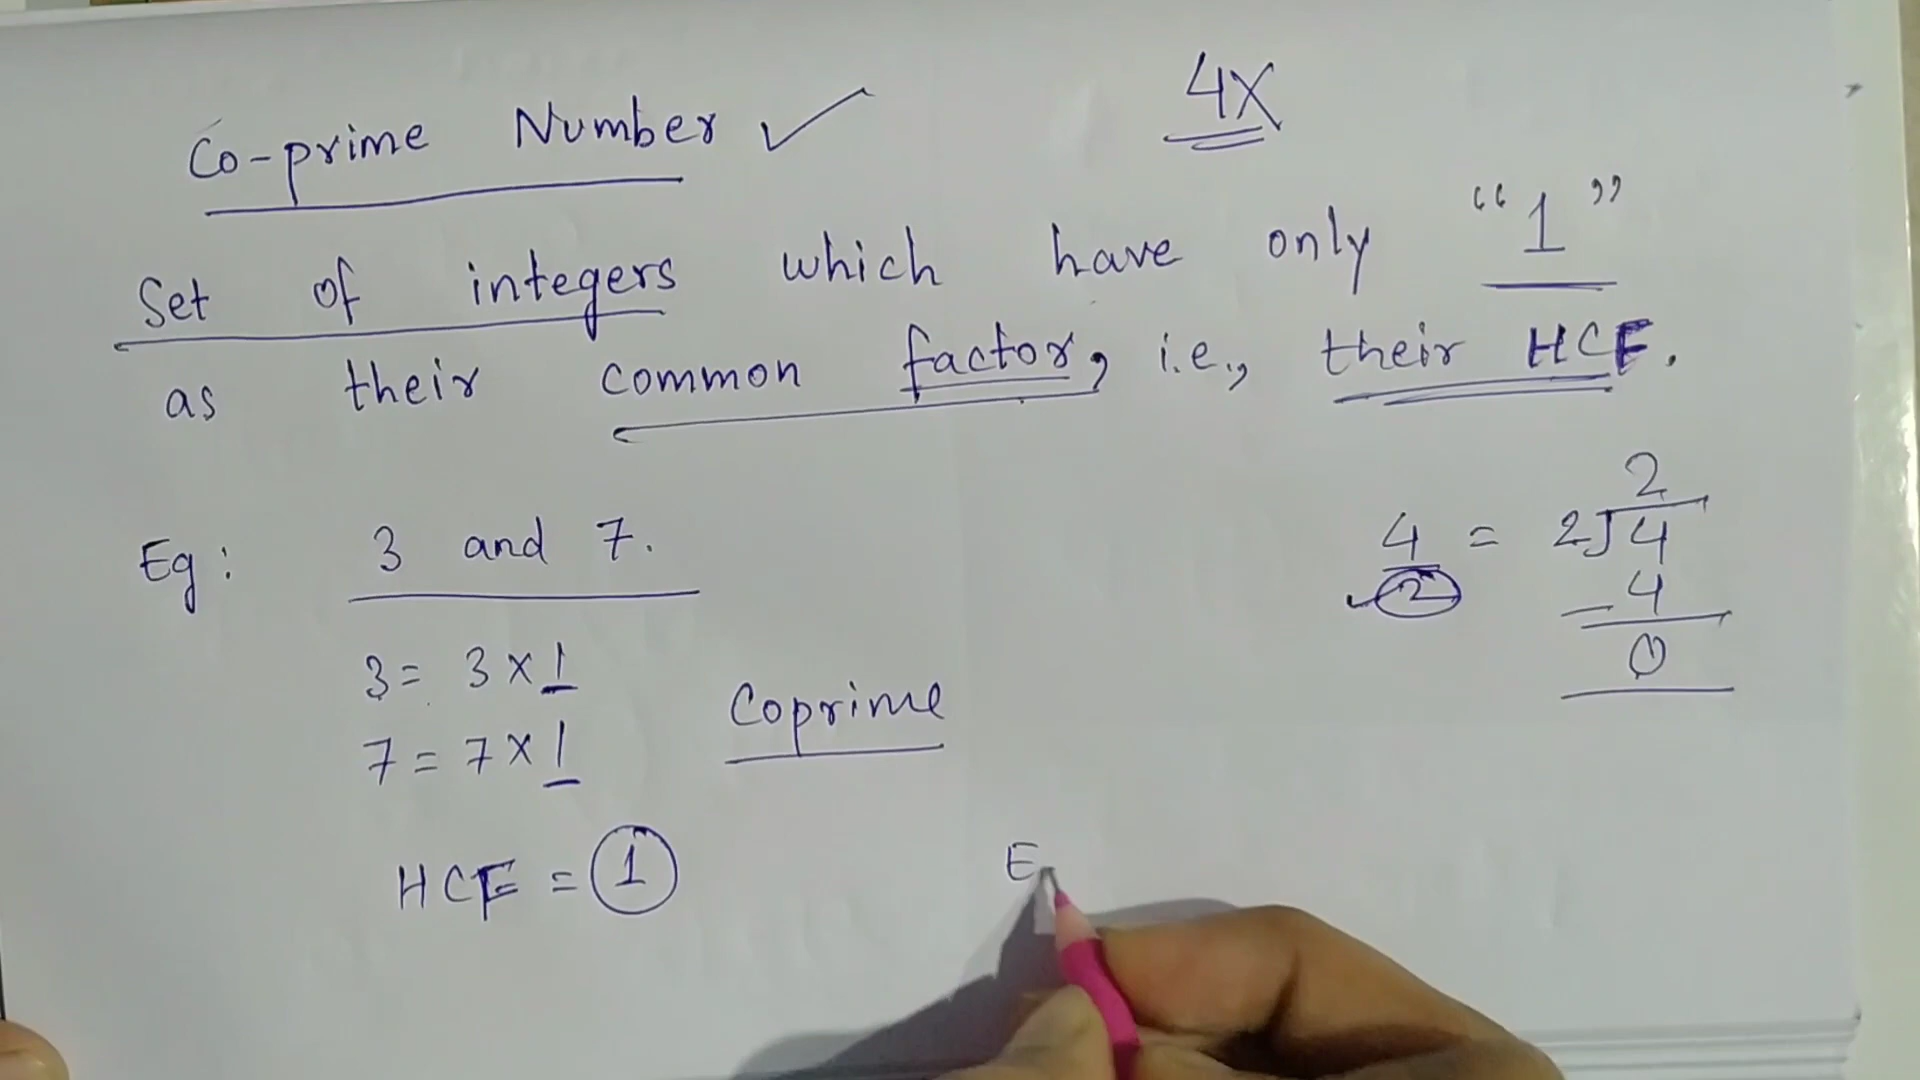 Co-prime Number ✓
4X
Set of integers which have only "1"
as their common factor, i.e., their HCF.
Eg: 3 and 7.
3 = 3 × 1
7 = 7 × 1
Coprime
HCF = 1
4/2 = 2)4
2
- 4
0
E